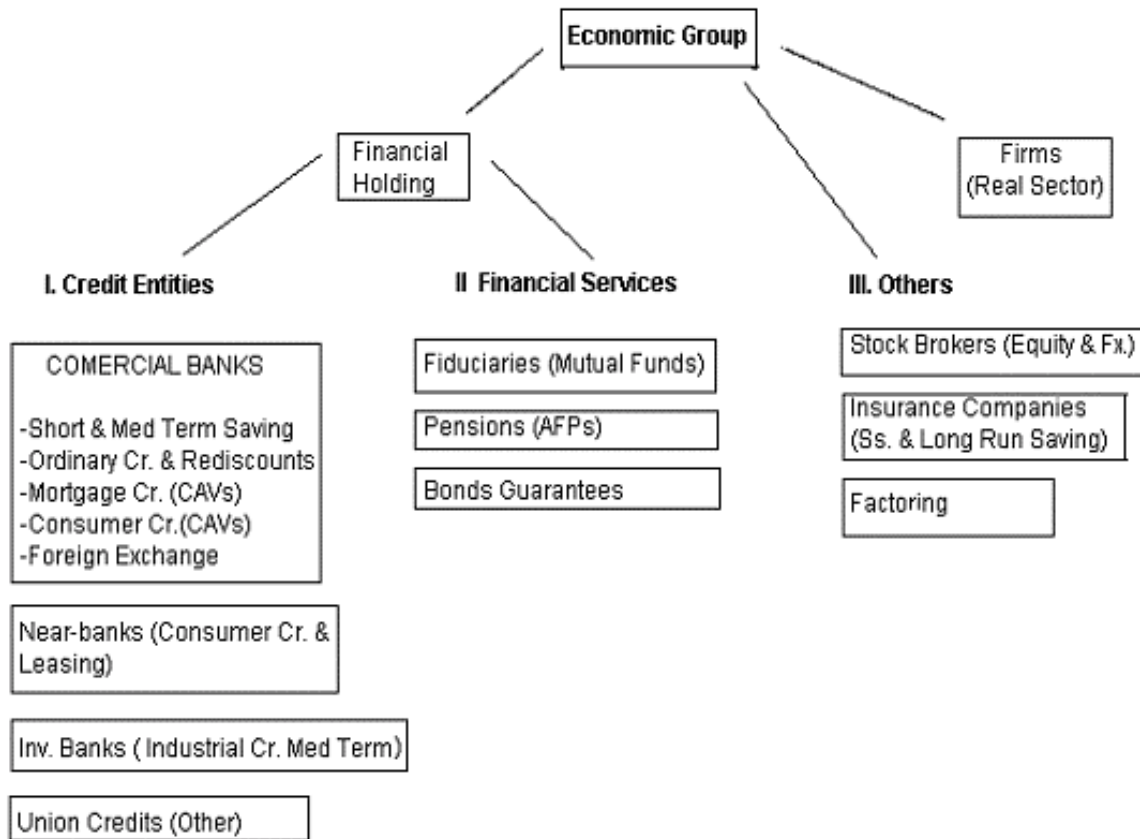 Economic Group
Financial
Holding
Firms
(Real Sector)
I. Credit Entities
COMERCIAL BANKS
-Short & Med Term Saving
-Ordinary Cr. & Rediscounts
-Mortgage Cr. (CAVs)
-Consumer Cr.(CAVs)
-Foreign Exchange
Near-banks (Consumer Cr. &
Leasing)
Inv. Banks ( Industrial Cr. Med Term)
Union Credits (Other)
II Financial Services
Fiduciaries (Mutual Funds)
Pensions (AFPs)
Bonds Guarantees
III. Others
Stock Brokers (Equity & Fx.)
Insurance Companies
(Ss. & Long Run Saving)
Factoring